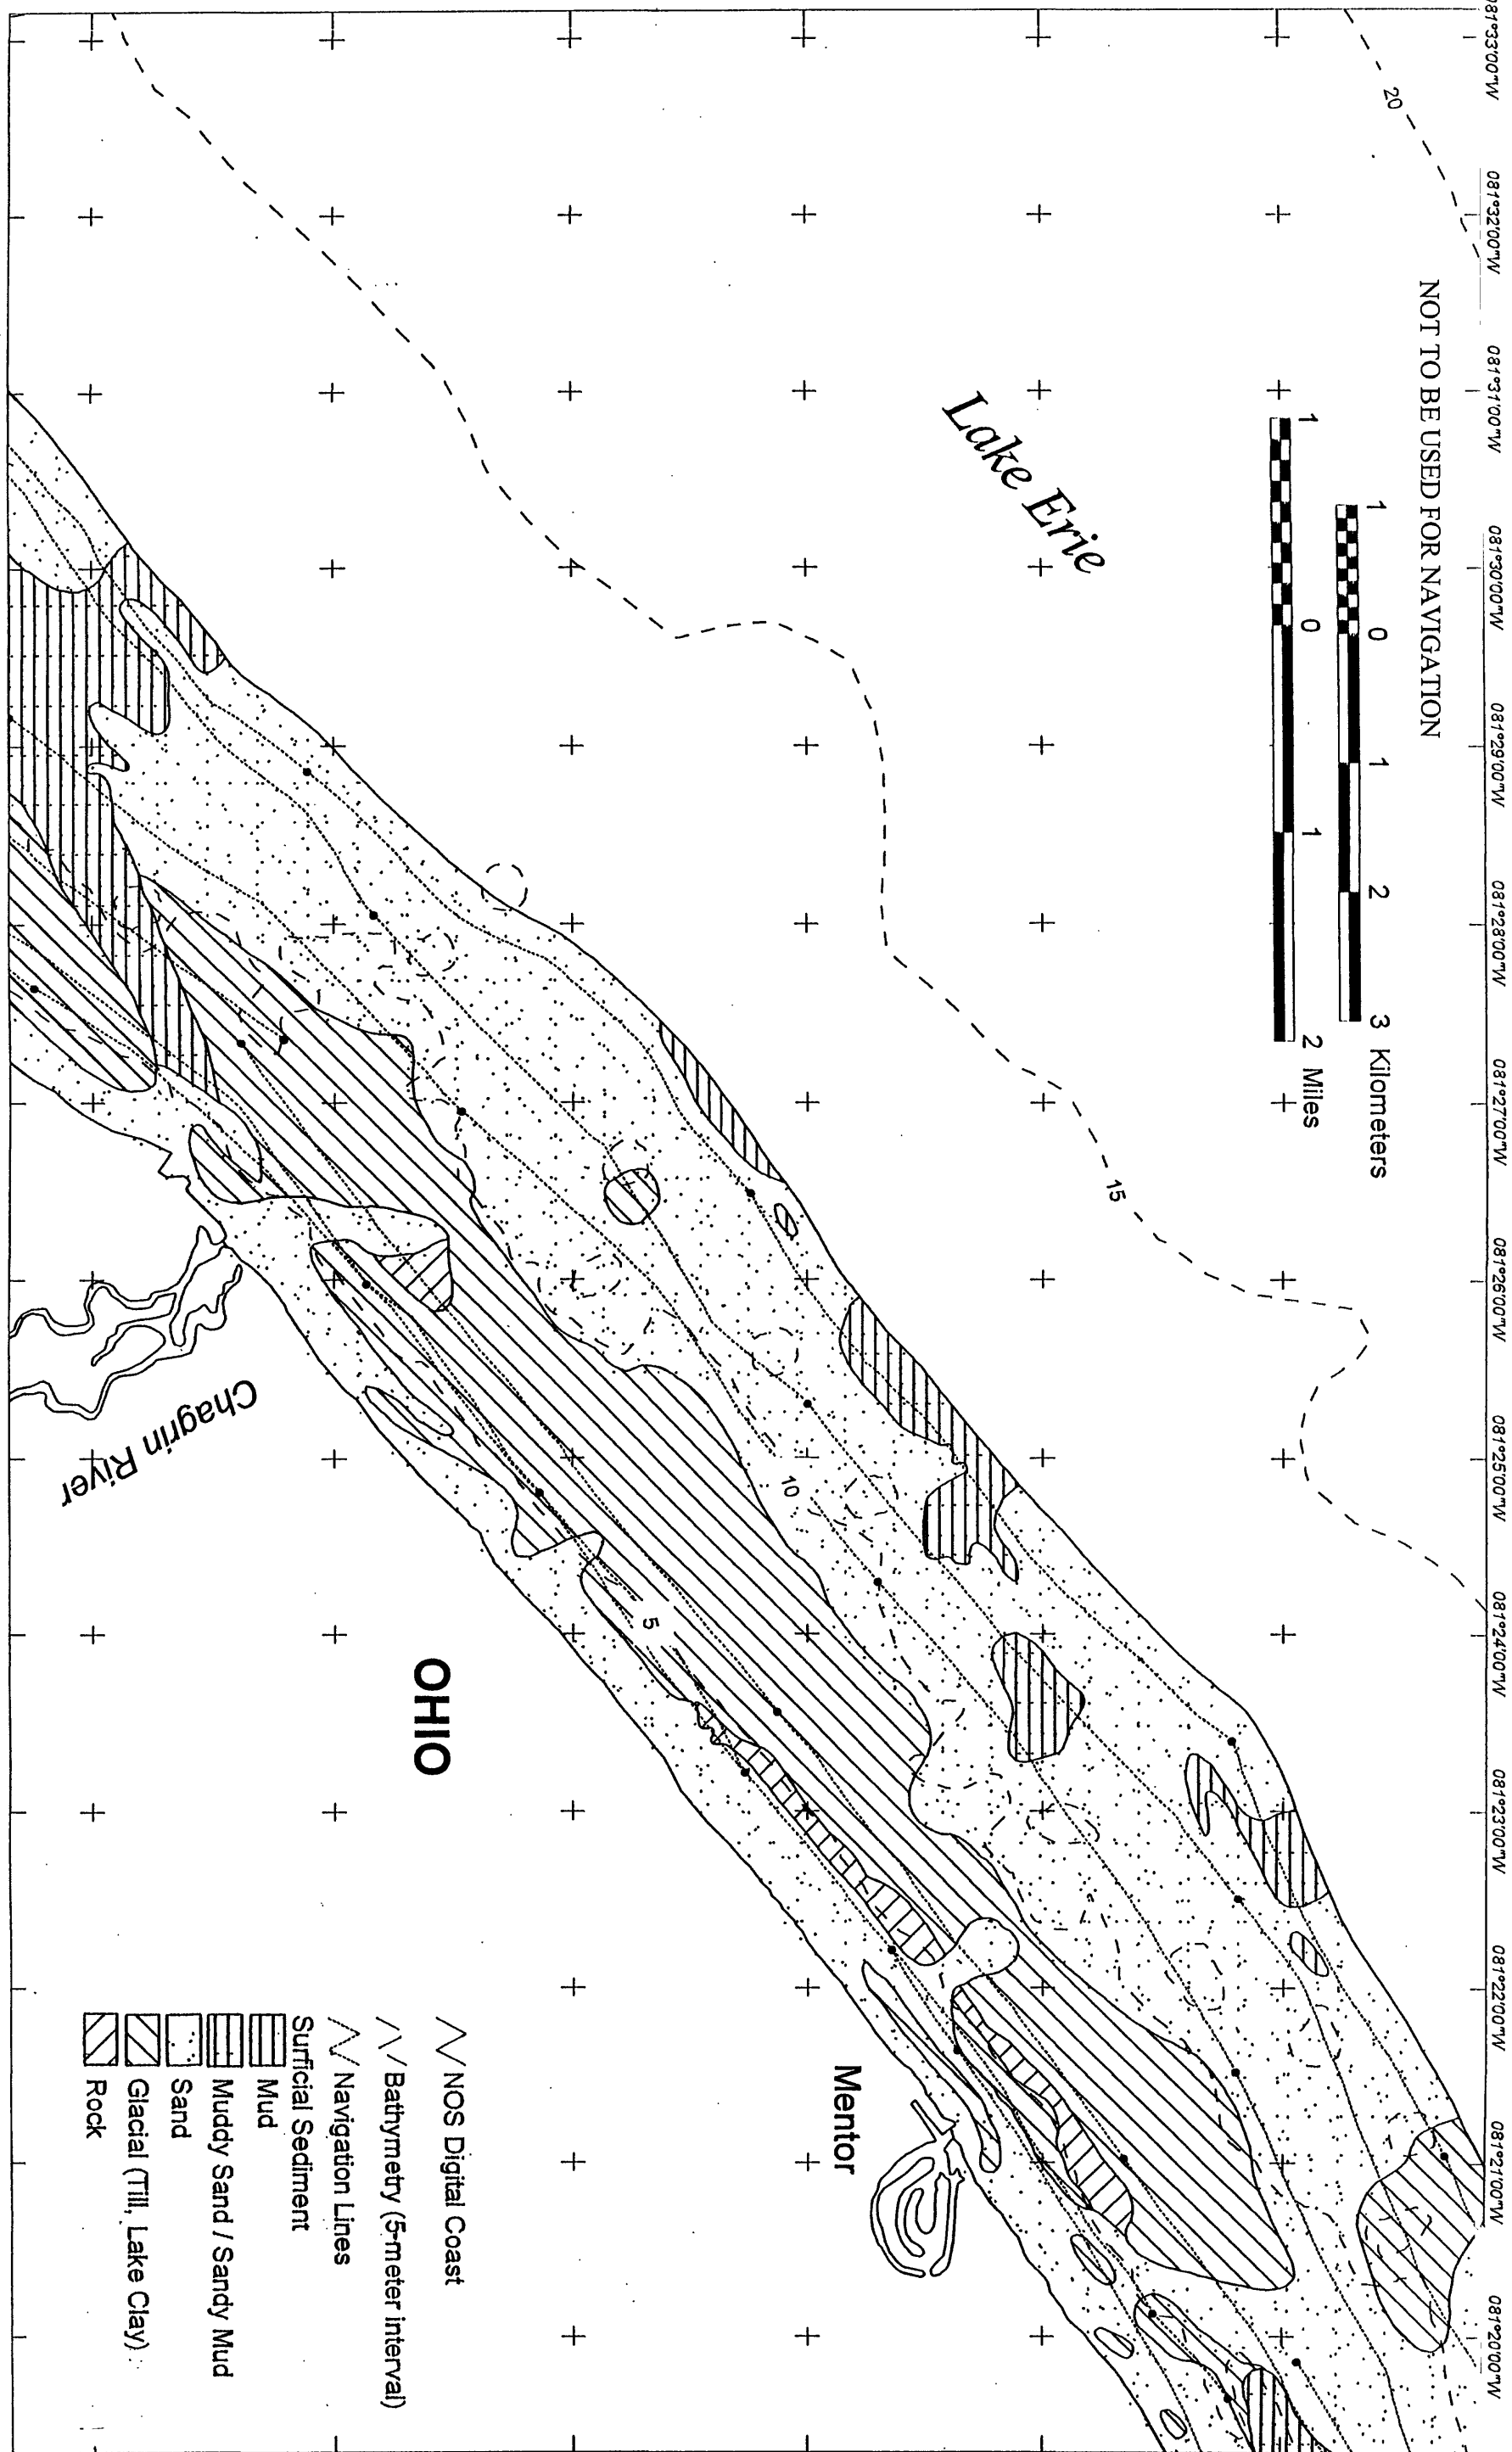 081°33'00"W
081°32'00"W
081°31'00"W
081°30'00"W
081°29'00"W
081°28'00"W
081°27'00"W
081°26'00"W
081°25'00"W
081°24'00"W
081°23'00"W
081°22'00"W
081°21'00"W
081°20'00"W
NOT TO BE USED FOR NAVIGATION
1 0 1 2 3 Kilometers
1 0 1 2 Miles
20
15
Lake Erie
10
5
Chagrin River
OHIO
Mentor
NOS Digital Coast
Bathymetry (5-meter interval)
Navigation Lines
Surficial Sediment
Mud
Muddy Sand / Sandy Mud
Sand
Glacial (Till, Lake Clay)
Rock